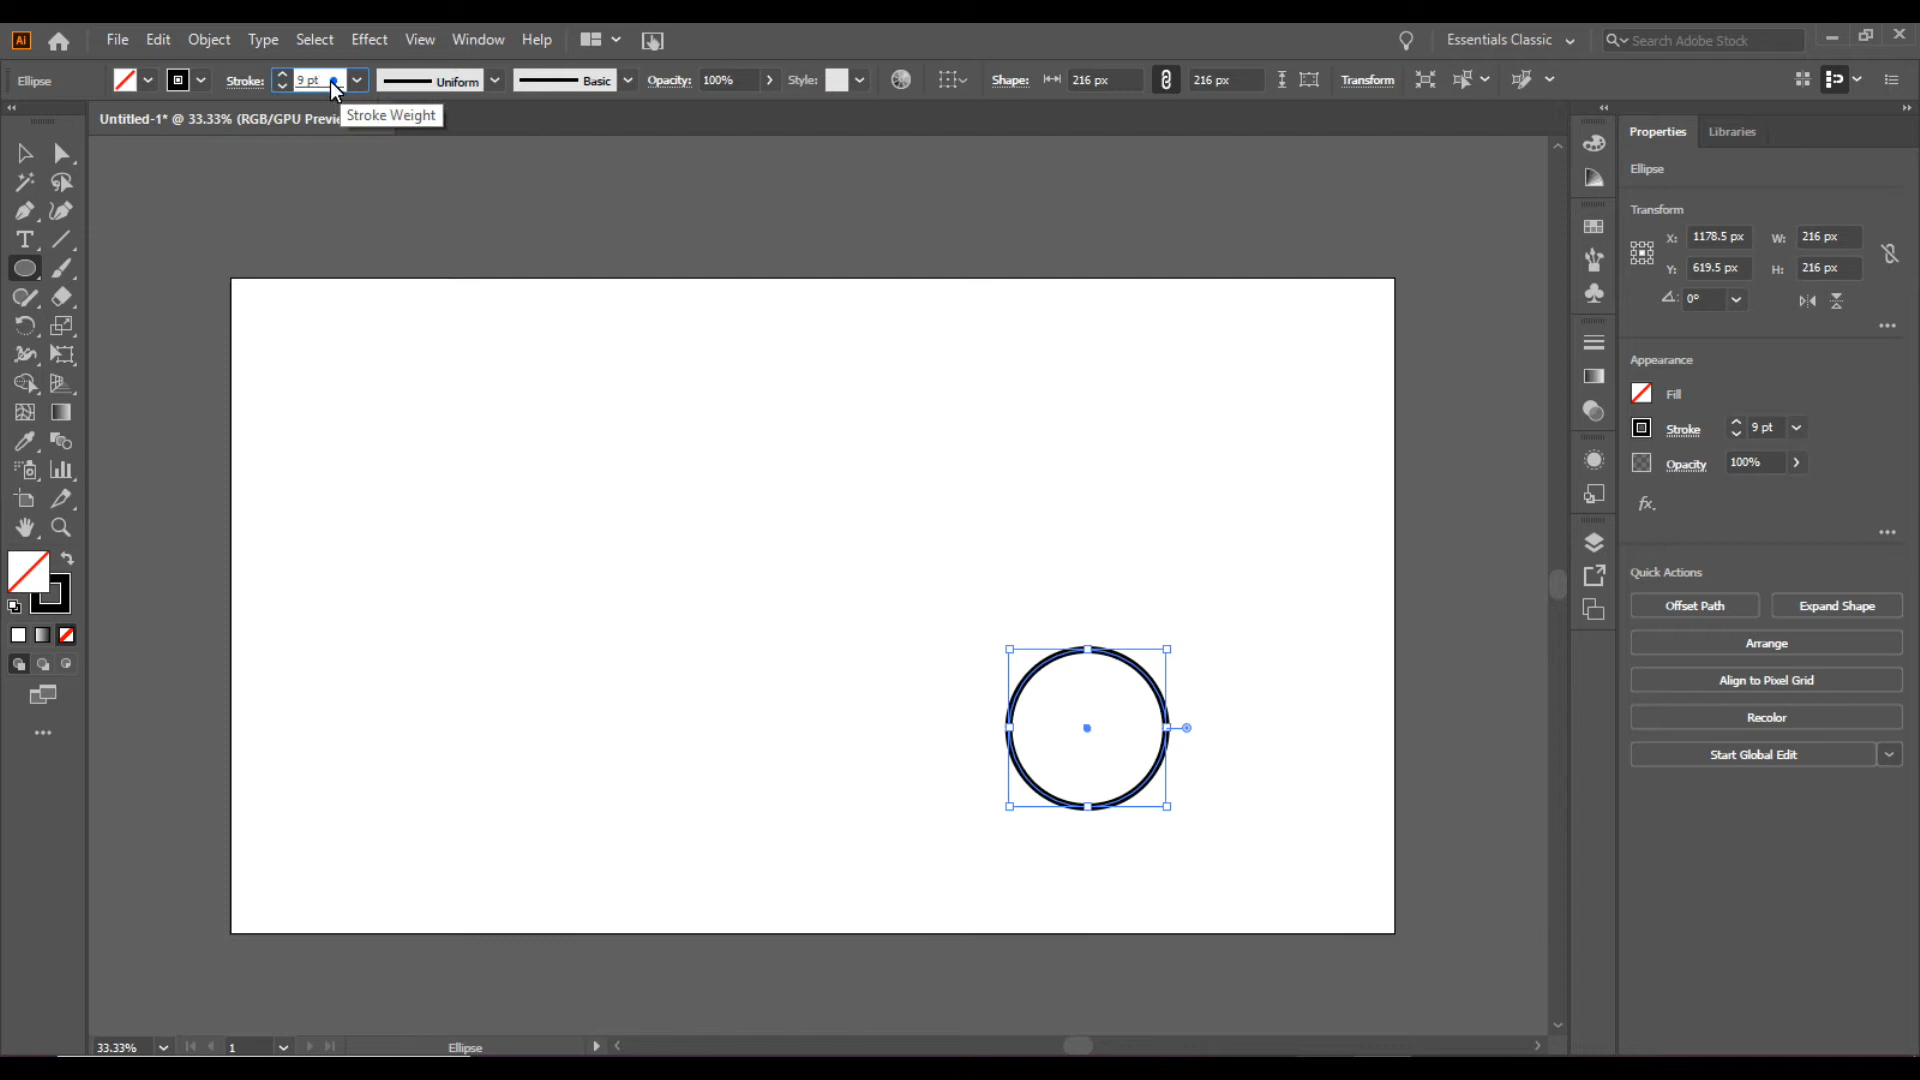 Ai File Edit Object Type Select Effect View Window Help Essentials Classic Search Adobe Stock
Ellipse Stroke: 9 pt Uniform Basic Opacity: 100% Style: Shape: 216 px 216 px Transform
Stroke Weight
Untitled-1* @ 33.33% (RGB/GPU Previe
Properties Libraries
Ellipse
Transform
X: 1178.5 px W: 216 px
Y: 619.5 px H: 216 px
0°
Appearance
Fill
Stroke 9 pt
Opacity 100%
fx
Quick Actions
Offset Path Expand Shape
Arrange
Align to Pixel Grid
Recolor
Start Global Edit
33.33% 1 Ellipse